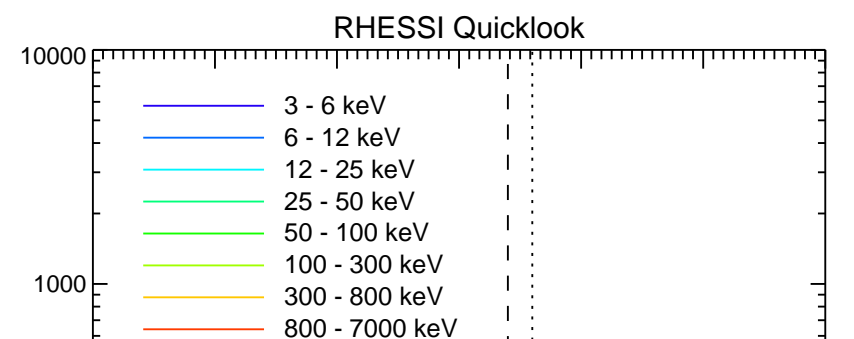 RHESSI Quicklook
10000
3 - 6 keV
6 - 12 keV
12 - 25 keV
25 - 50 keV
50 - 100 keV
100 - 300 keV
1000
300 - 800 keV
800 - 7000 keV